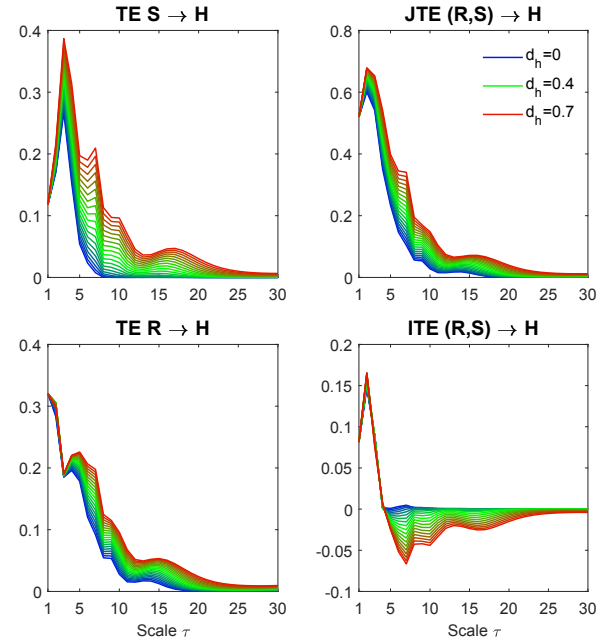 TE S → H
0.4
0.3
0.2
0.1
0
1 5 10 15 20 25 30
JTE (R,S) → H
0.8
0.6
0.4
0.2
0
1 5 10 15 20 25 30
d_h=0
d_h=0.4
d_h=0.7
TE R → H
0.4
0.3
0.2
0.1
0
1 5 10 15 20 25 30
Scale τ
ITE (R,S) → H
0.2
0.15
0.1
0.05
0
-0.05
-0.1
1 5 10 15 20 25 30
Scale τ